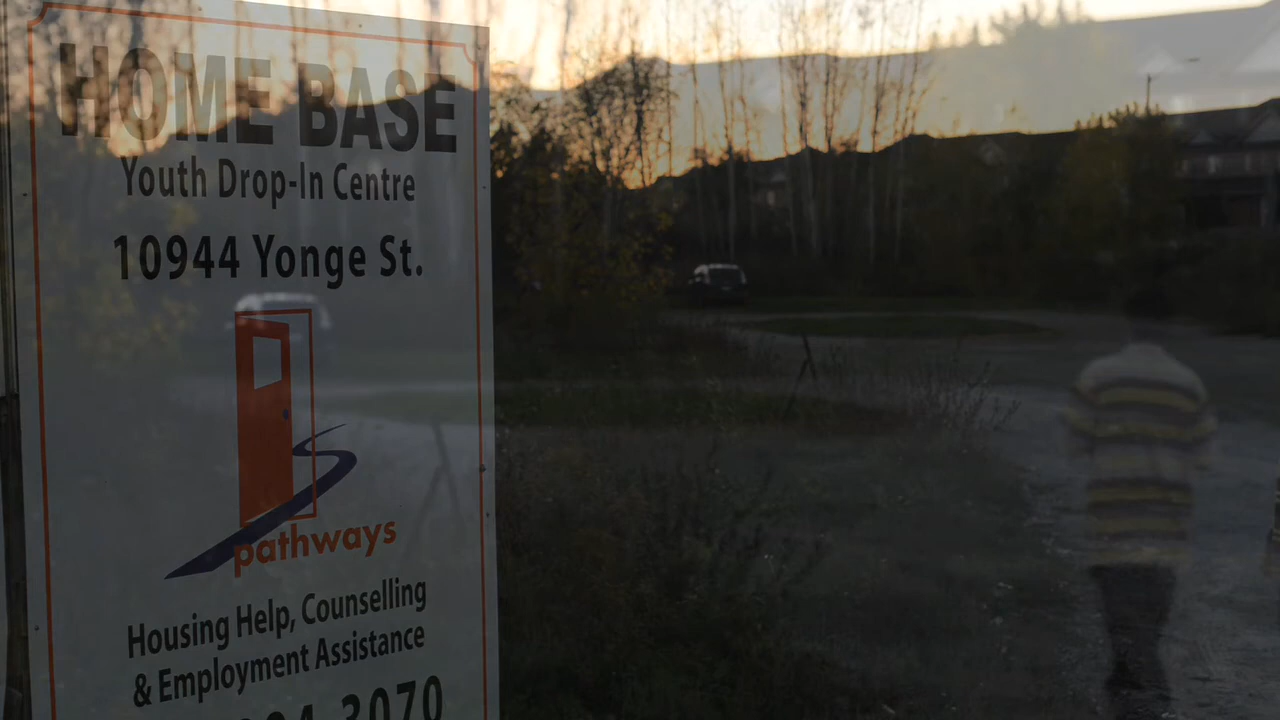 HOME BASE
Youth Drop-In Centre
10944 Yonge St.
pathways
Housing Help, Counselling
& Employment Assistance
3070